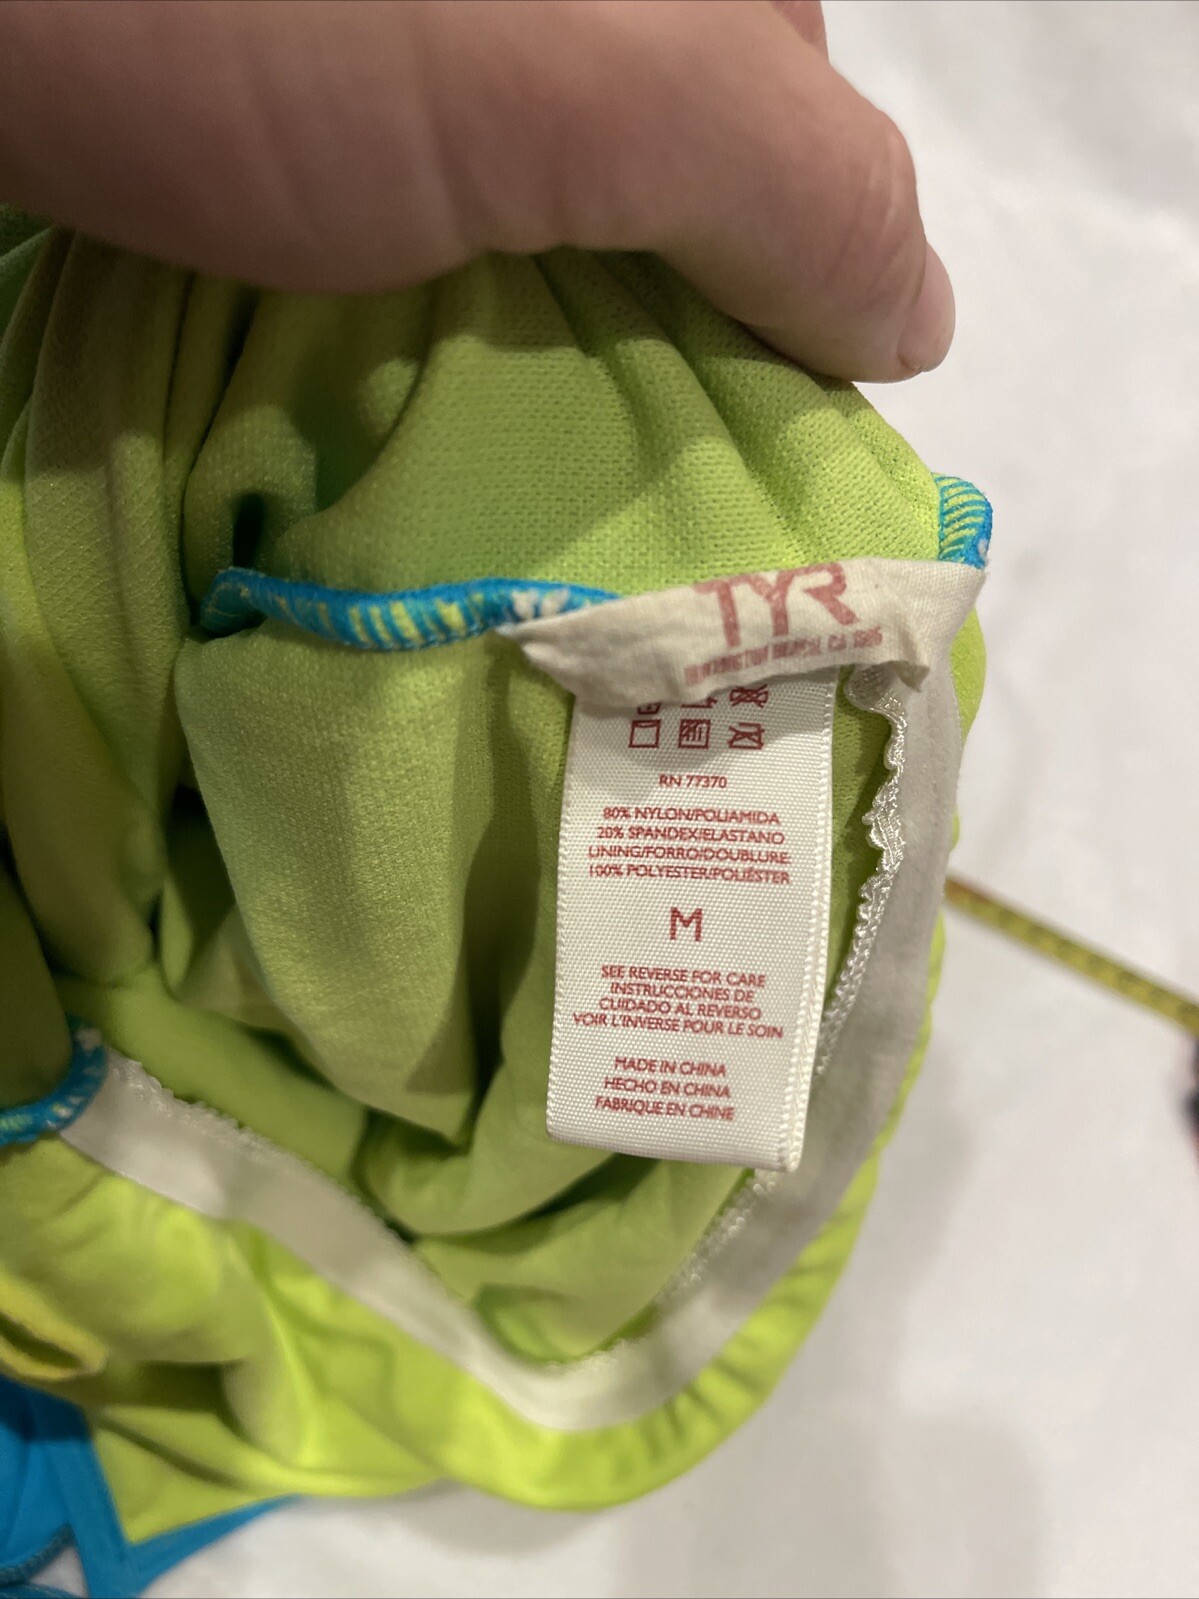 TYR
RN 77370
80% NYLON/POLIAMIDA
20% SPANDEX/ELASTANO
LINING/FORRO/DOUBLURE:
100% POLYESTER/POLIÉSTER
M
SEE REVERSE FOR CARE
INSTRUCCIONES DE
CUIDADO AL REVERSO
VOIR L'INVERSE POUR LE SOIN
MADE IN CHINA
HECHO EN CHINA
FABRIQUE EN CHINE